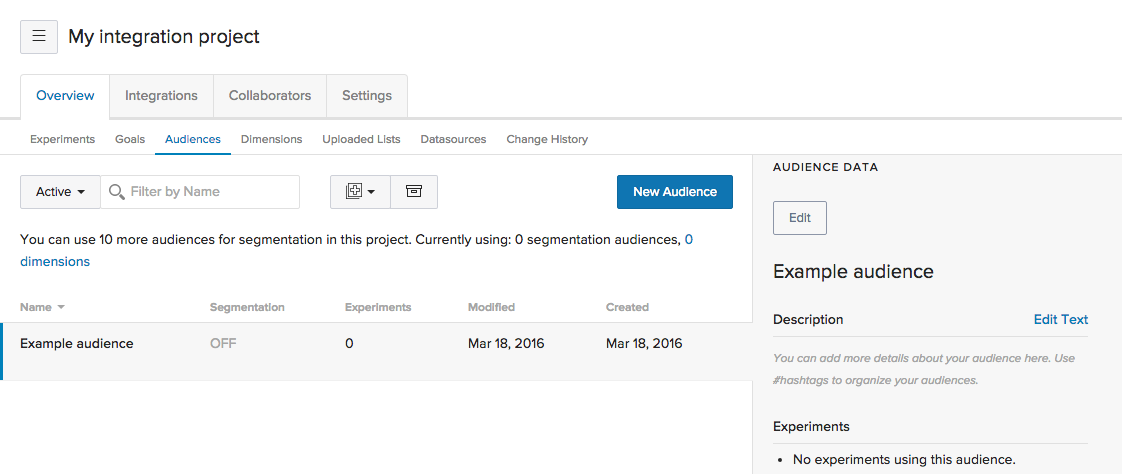 My integration project
Overview Integrations Collaborators Settings
Experiments Goals Audiences Dimensions Uploaded Lists Datasources Change History
Active Filter by Name New Audience
You can use 10 more audiences for segmentation in this project. Currently using: 0 segmentation audiences, 0
dimensions
Name Segmentation Experiments Modified Created
Example audience OFF 0 Mar 18, 2016 Mar 18, 2016
AUDIENCE DATA
Edit
Example audience
Description Edit Text
You can add more details about your audience here. Use
#hashtags to organize your audiences.
Experiments
• No experiments using this audience.